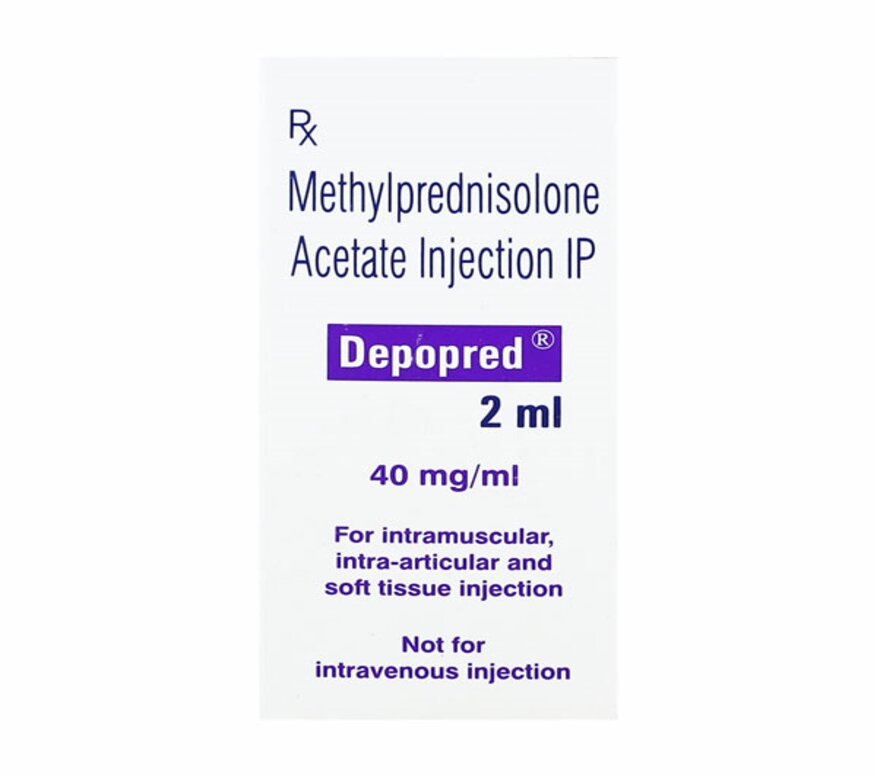 Rx
Methylprednisolone
Acetate Injection IP
Depopred®
2 ml
40 mg/ml
For intramuscular,
intra-articular and
soft tissue injection
Not for
intravenous injection